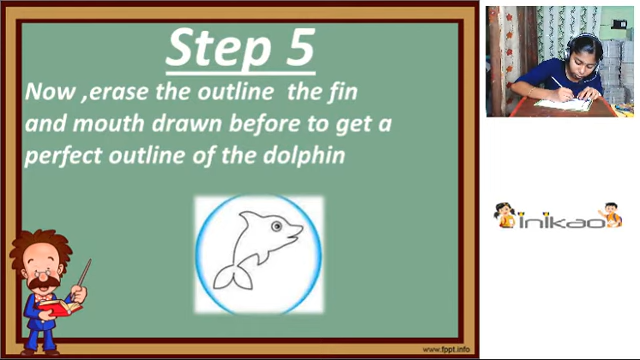 Step 5
Now ,erase the outline  the fin
and mouth drawn before to get a
perfect outline of the dolphin
www.fppt.info
inikao